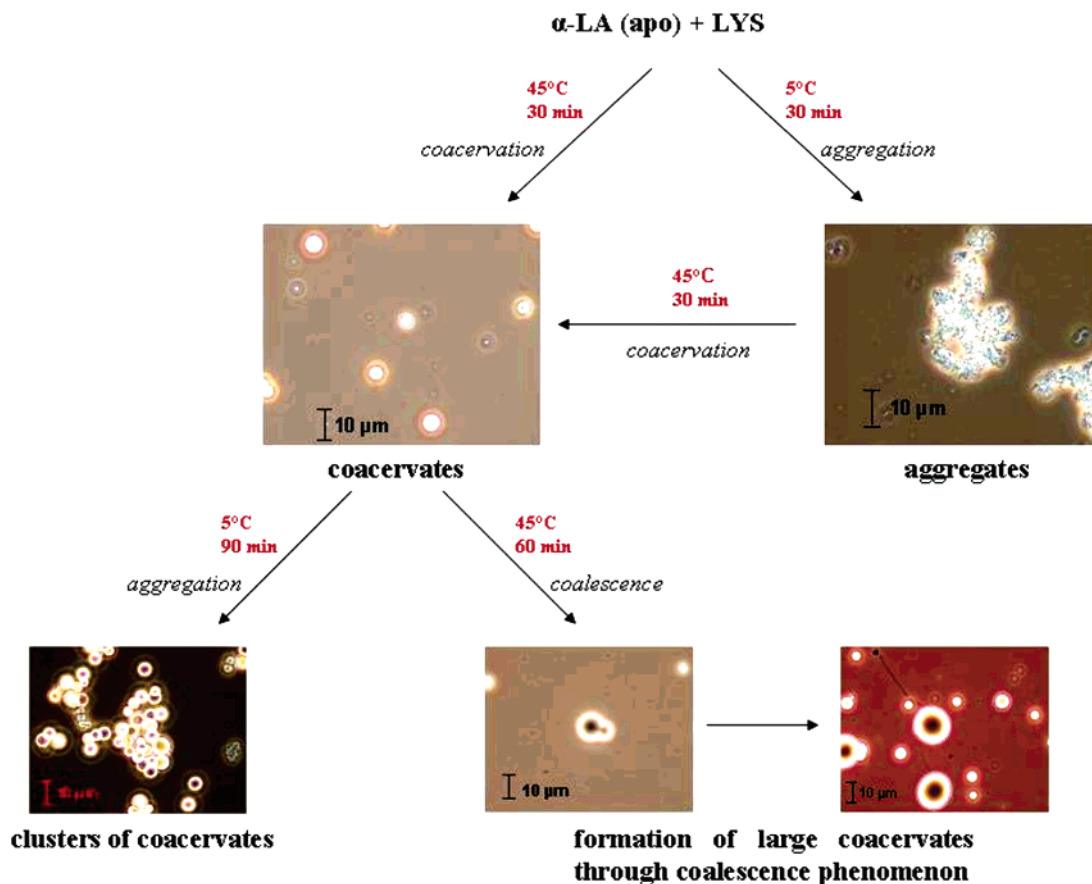 α-LA (apo) + LYS
45°C
30 min
coacervation
5°C
30 min
aggregation
45°C
30 min
coacervation
10 µm
10 µm
coacervates
aggregates
5°C
90 min
aggregation
45°C
60 min
coalescence
10 µm
10 µm
clusters of coacervates
formation of large coacervates
through coalescence phenomenon